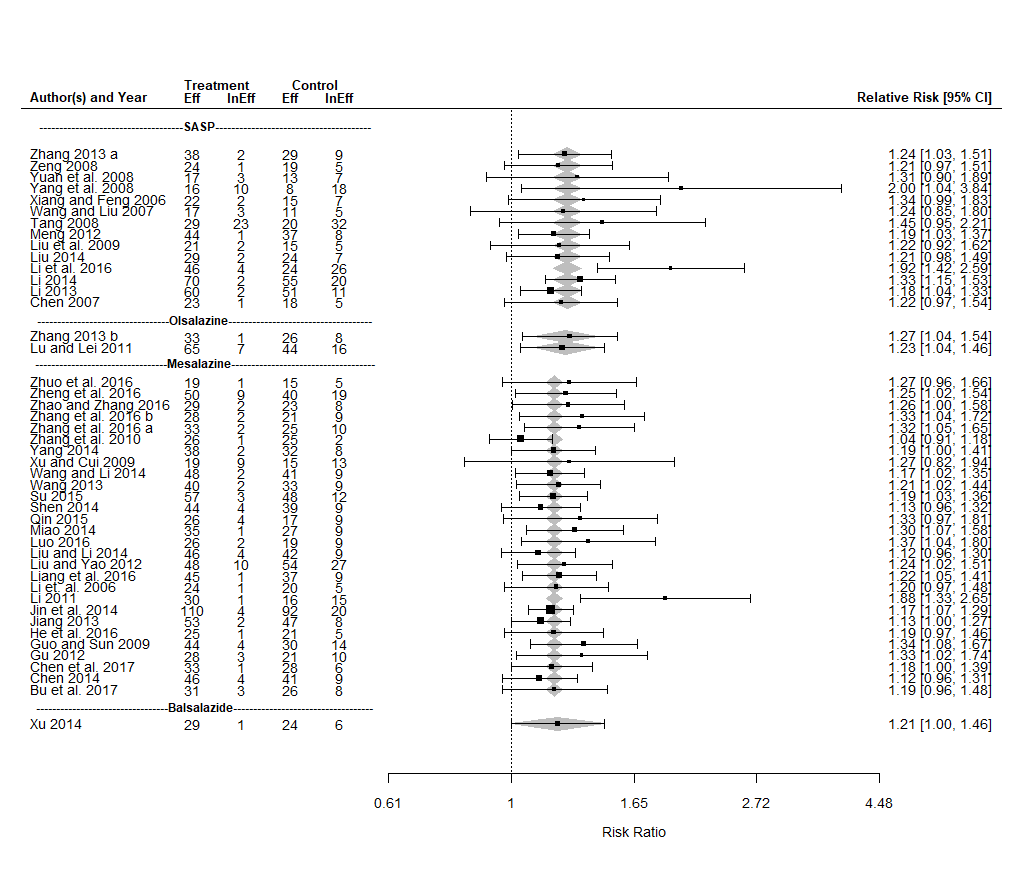 Treatment Control
Author(s) and Year Eff InEff Eff InEff Relative Risk [95% CI]
------------------------------------SASP---------------------------------------
Zhang 2013 a 38 2 29 9 1.24 [1.03, 1.51]
Zeng 2008 24 1 19 5 1.21 [0.97, 1.51]
Yuan et al. 2008 17 3 13 7 1.31 [0.90, 1.89]
Yang et al. 2008 16 10 8 18 2.00 [1.04, 3.84]
Xiang and Feng 2006 22 2 15 7 1.34 [0.99, 1.83]
Wang and Liu 2007 17 3 11 5 1.24 [0.85, 1.80]
Tang 2008 29 23 20 32 1.45 [0.95, 2.21]
Meng 2012 44 1 37 8 1.19 [1.03, 1.37]
Liu et al. 2009 21 2 15 5 1.22 [0.92, 1.62]
Liu 2014 29 2 24 7 1.21 [0.98, 1.49]
Li et al. 2016 46 4 24 26 1.92 [1.42, 2.59]
Li 2014 70 2 55 20 1.33 [1.15, 1.53]
Li 2013 60 2 51 11 1.18 [1.04, 1.33]
Chen 2007 23 1 18 5 1.22 [0.97, 1.54]
---------------------------------Olsalazine------------------------------------
Zhang 2013 b 33 1 26 8 1.27 [1.04, 1.54]
Lu and Lei 2011 65 7 44 16 1.23 [1.04, 1.46]
---------------------------------Mesalazine------------------------------------
Zhuo et al. 2016 19 1 15 5 1.27 [0.96, 1.66]
Zheng et al. 2016 50 9 40 19 1.25 [1.02, 1.54]
Zhao and Zhang 2016 29 2 23 8 1.26 [1.00, 1.58]
Zhang et al. 2016 b 28 2 21 9 1.33 [1.04, 1.72]
Zhang et al. 2016 a 33 2 25 10 1.32 [1.05, 1.65]
Zhang et al. 2010 26 1 25 2 1.04 [0.91, 1.18]
Yang 2014 38 2 32 8 1.19 [1.00, 1.41]
Xu and Cui 2009 19 9 15 13 1.27 [0.82, 1.94]
Wang and Li 2014 48 2 41 9 1.17 [1.02, 1.35]
Wang 2013 40 2 33 9 1.21 [1.02, 1.44]
Su 2015 57 3 48 12 1.19 [1.03, 1.36]
Shen 2014 44 4 39 9 1.13 [0.96, 1.32]
Qin 2015 26 4 17 9 1.33 [0.97, 1.81]
Miao 2014 35 1 27 9 1.30 [1.07, 1.58]
Luo 2016 26 2 19 9 1.37 [1.04, 1.80]
Liu and Li 2014 46 4 42 9 1.12 [0.96, 1.30]
Liu and Yao 2012 48 10 54 27 1.24 [1.02, 1.51]
Liang et al. 2016 45 1 37 9 1.22 [1.05, 1.41]
Li et. al. 2006 24 1 20 5 1.20 [0.97, 1.48]
Li 2011 30 1 16 15 1.88 [1.33, 2.65]
Jin et al. 2014 110 4 92 20 1.17 [1.07, 1.29]
Jiang 2013 53 2 47 8 1.13 [1.00, 1.27]
He et al. 2016 25 1 21 5 1.19 [0.97, 1.46]
Guo and Sun 2009 44 4 30 14 1.34 [1.08, 1.67]
Gu 2012 28 3 21 10 1.33 [1.02, 1.74]
Chen et al. 2017 33 1 28 6 1.18 [1.00, 1.39]
Chen 2014 46 4 41 9 1.12 [0.96, 1.31]
Bu et al. 2017 31 3 26 8 1.19 [0.96, 1.48]
---------------------------------Balsalazide-----------------------------------
Xu 2014 29 1 24 6 1.21 [1.00, 1.46]
0.61 1 1.65 2.72 4.48
Risk Ratio